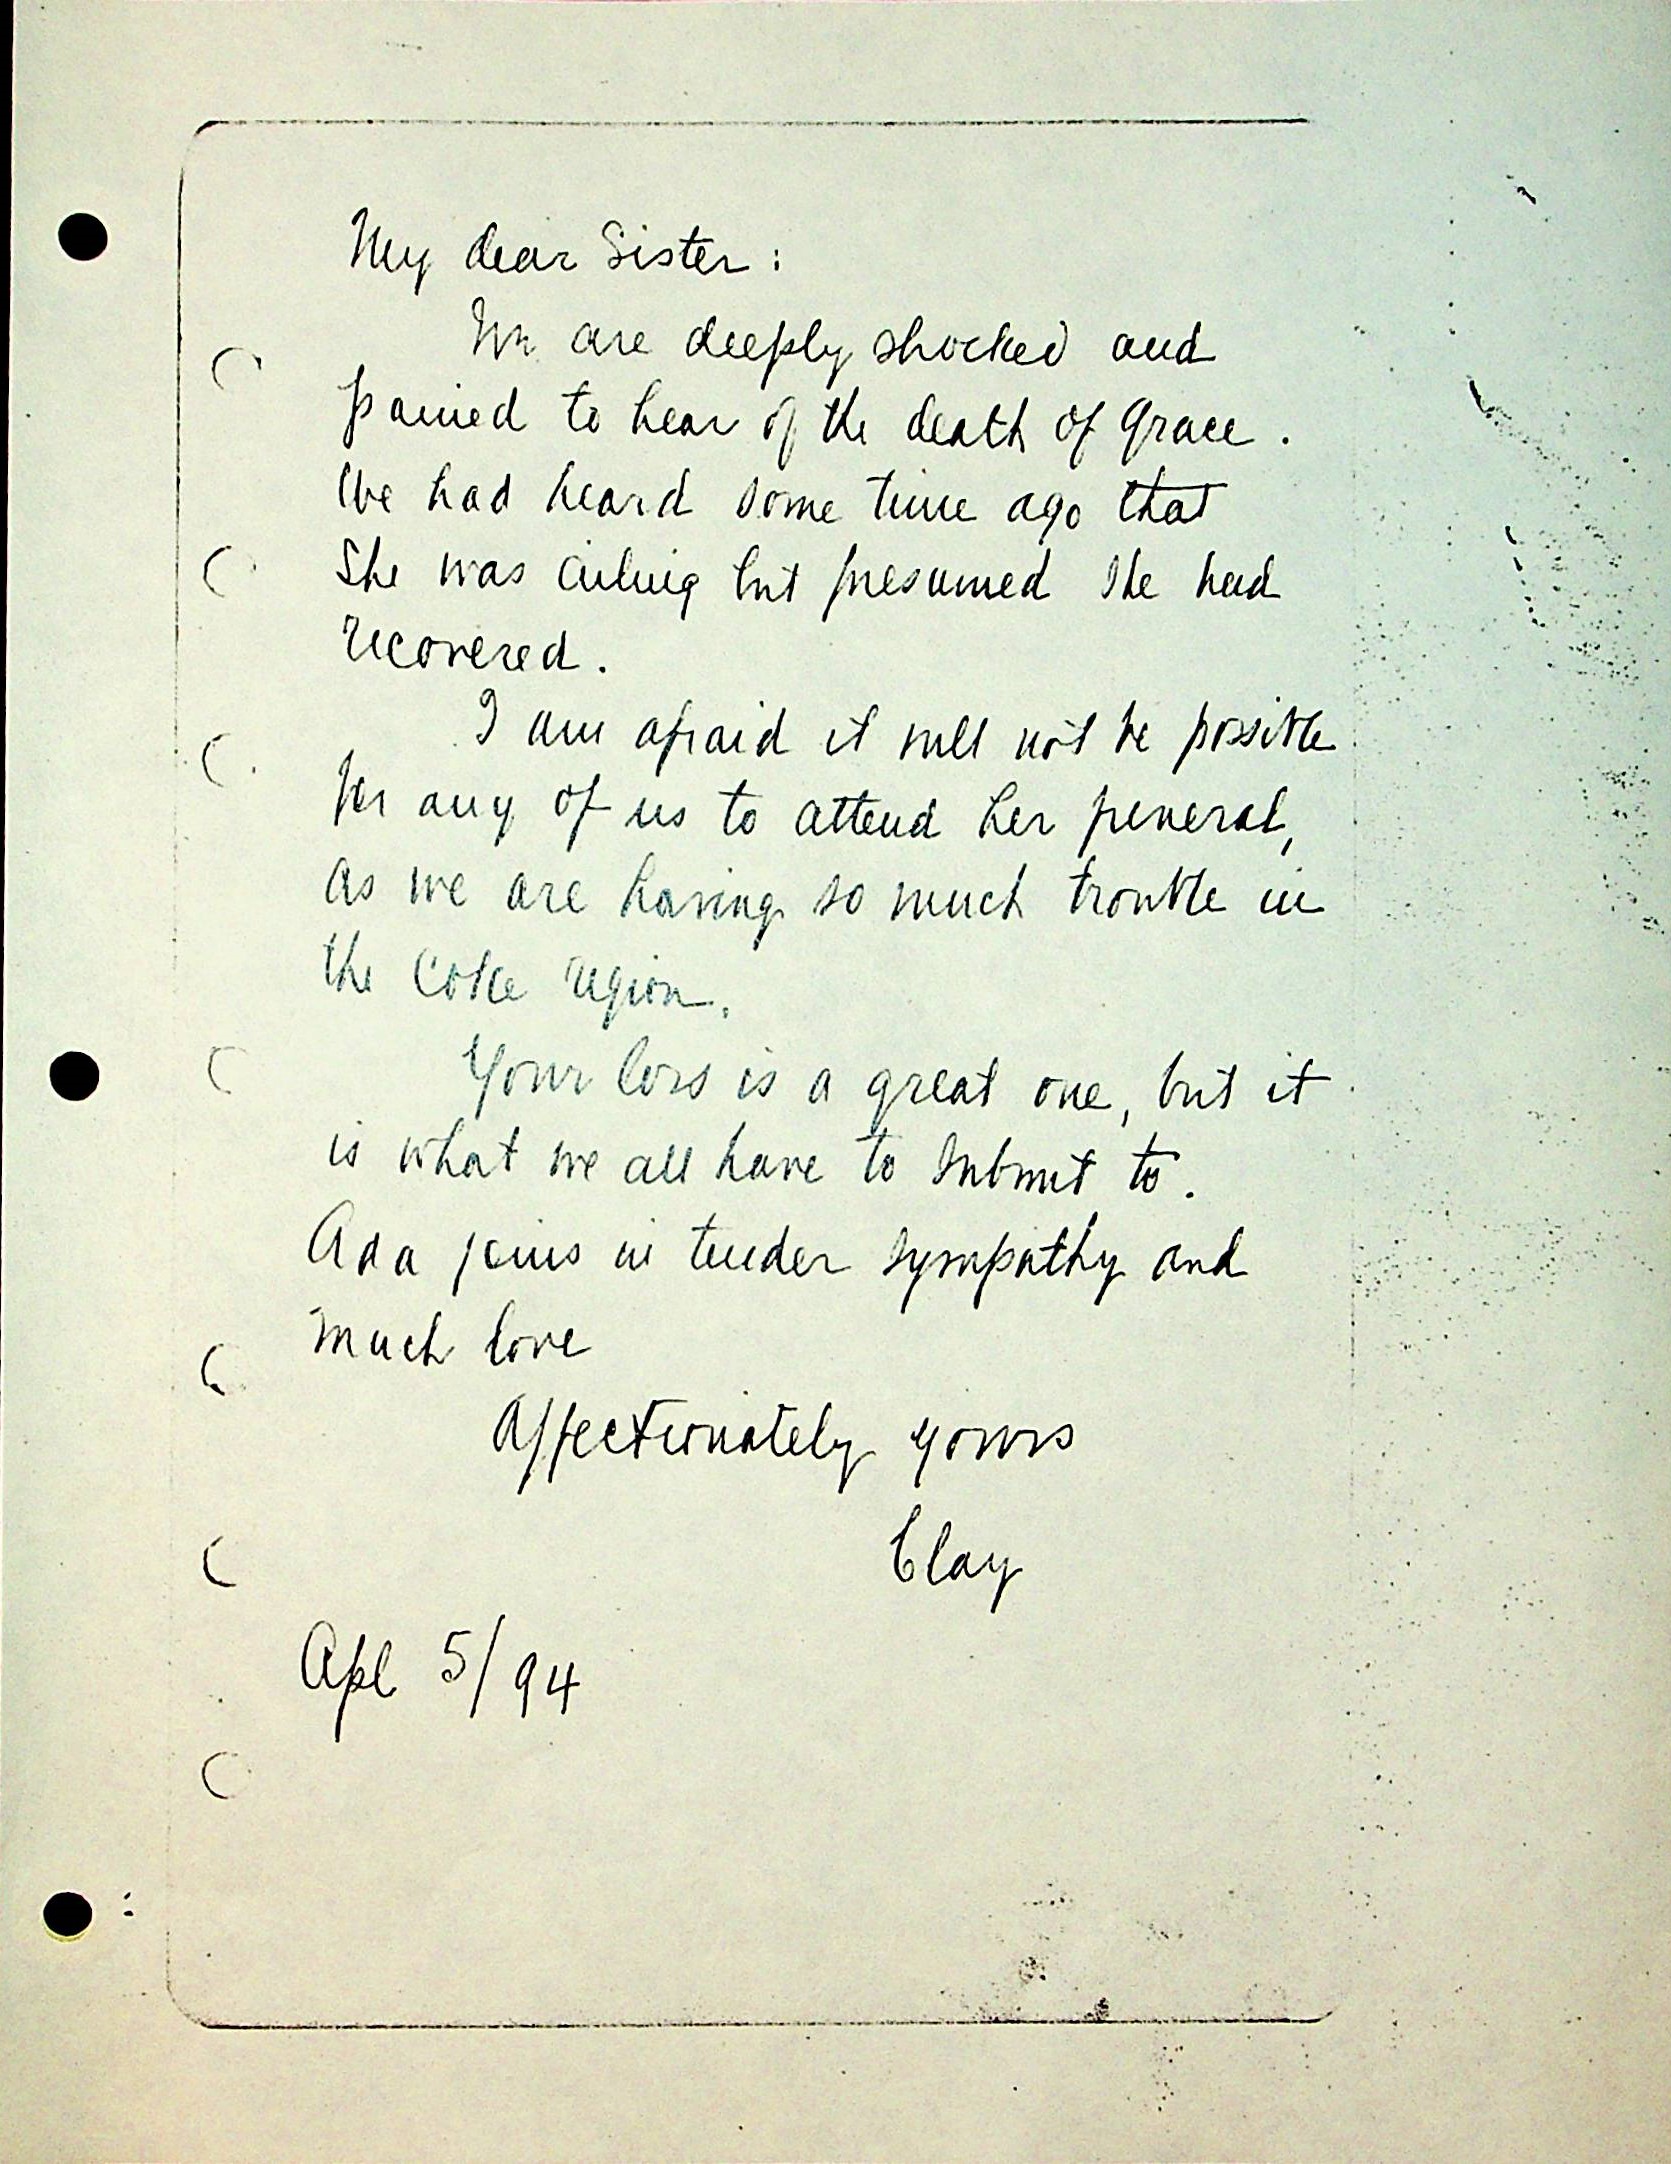 My dear Sister:
We are deeply shocked and
pained to hear of the death of Grace.
We had heard some time ago that
She was ailing but presumed she had
recovered.
I am afraid it will not be possible
for any of us to attend her funeral,
as we are having so much trouble in
the Coke region.
Your loss is a great one, but it
is what we all have to submit to.
Ada joins in tender sympathy and
much love
Affectionately yours
Clay
Apl 5/94